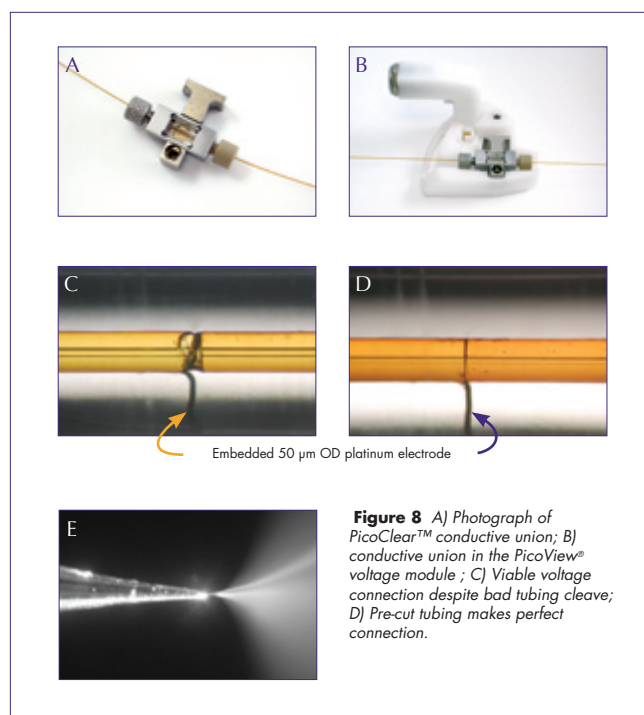 A
B
C
D
Embedded 50 µm OD platinum electrode
E
Figure 8 A) Photograph of
PicoClear™ conductive union; B)
conductive union in the PicoView®
voltage module ; C) Viable voltage
connection despite bad tubing cleave;
D) Pre-cut tubing makes perfect
connection.